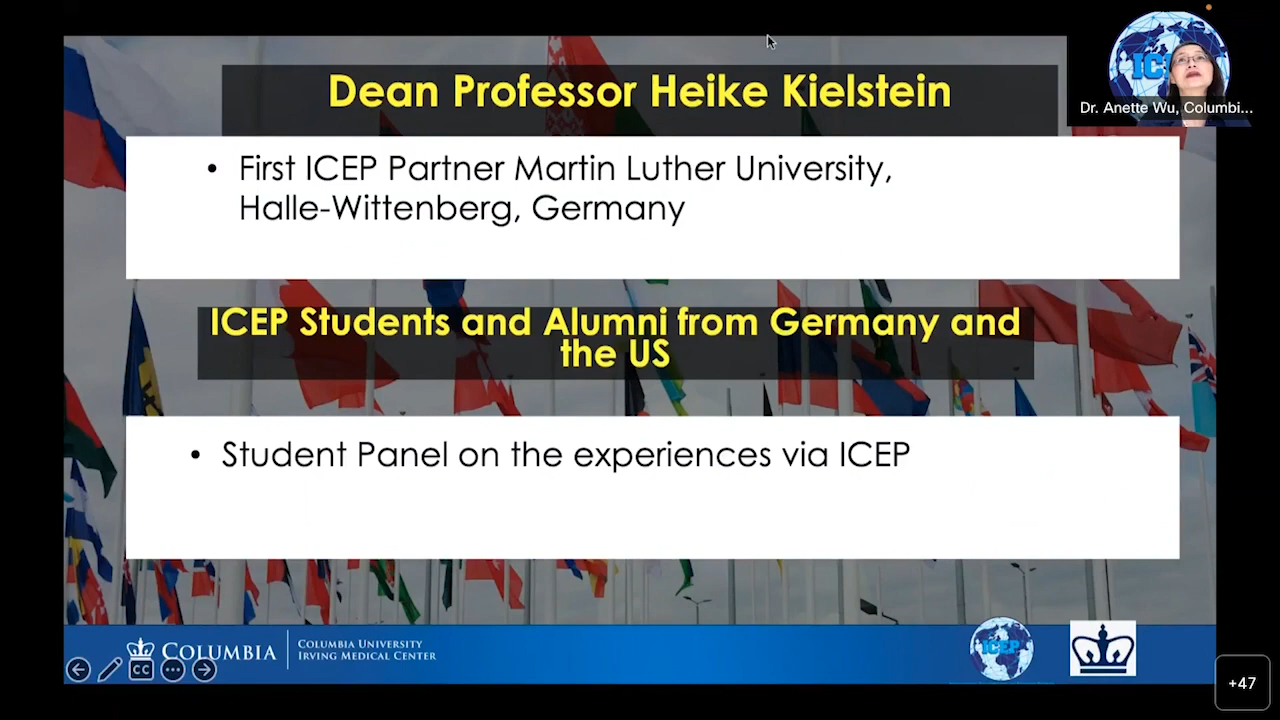 Dean Professor Heike Kielstein
• First ICEP Partner Martin Luther University,
Halle-Wittenberg, Germany
ICEP Students and Alumni from Germany and
the US
• Student Panel on the experiences via ICEP
Dr. Anette Wu, Columbi...
COLUMBIA
COLUMBIA UNIVERSITY
IRVING MEDICAL CENTER
ICEP
CC
+47